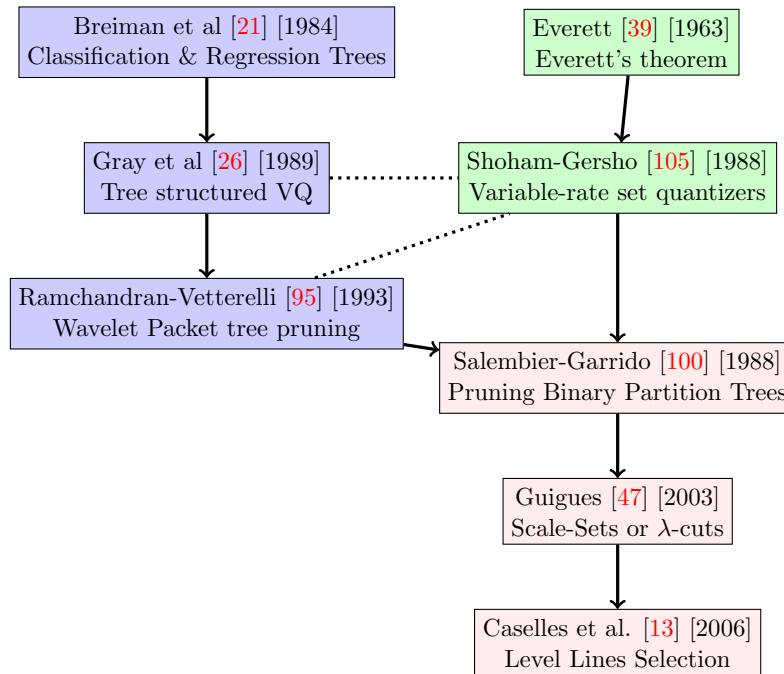 Breiman et al [21] [1984]
Classification & Regression Trees
Everett [39] [1963]
Everett's theorem
Gray et al [26] [1989]
Tree structured VQ
Shoham-Gersho [105] [1988]
Variable-rate set quantizers
Ramchandran-Vetterelli [95] [1993]
Wavelet Packet tree pruning
Salembier-Garrido [100] [1988]
Pruning Binary Partition Trees
Guigues [47] [2003]
Scale-Sets or λ-cuts
Caselles et al. [13] [2006]
Level Lines Selection